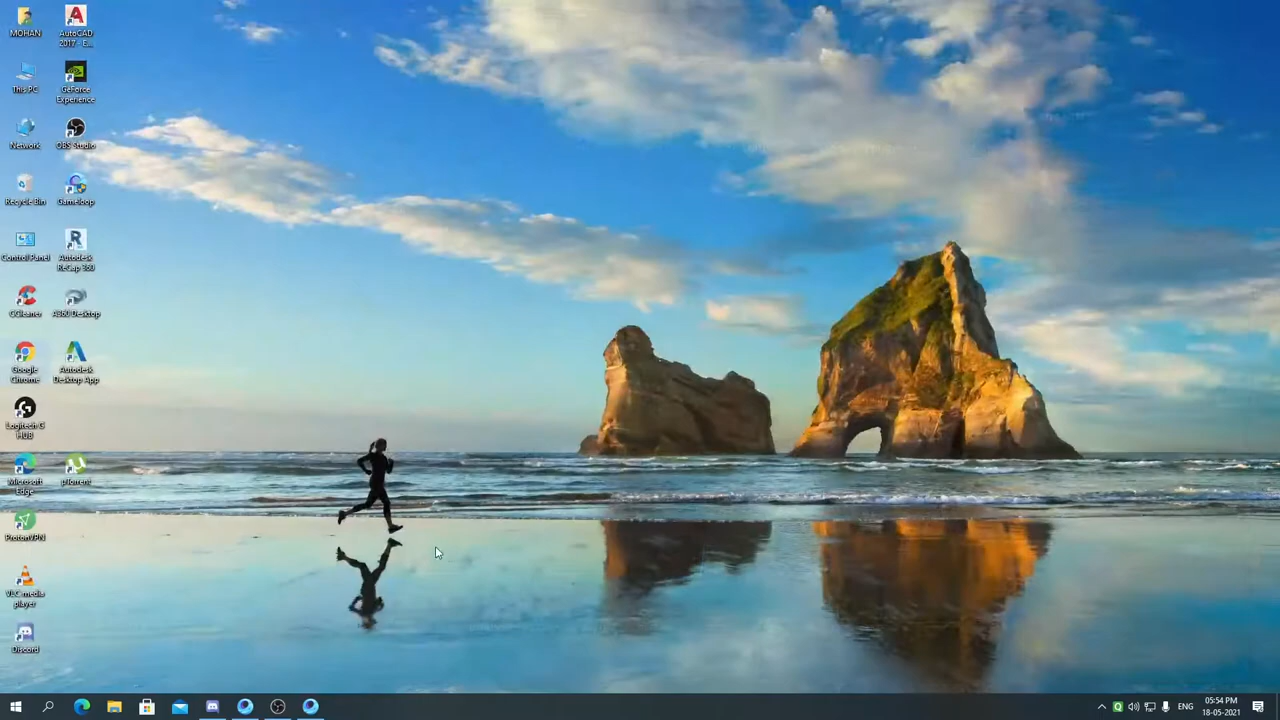 MOHAN
AutoCAD
2017 - E...
This PC
GeForce
Experience
Network
OBS Studio
Recycle Bin
Gameloop
Control Panel
Autodesk
ReCap 360
CCleaner
A360 Desktop
Google
Chrome
Autodesk
Desktop App
Logitech G
HUB
Microsoft
Edge
µTorrent
ProtonVPN
VLC media
player
Discord
ENG
05:54 PM
18-05-2021